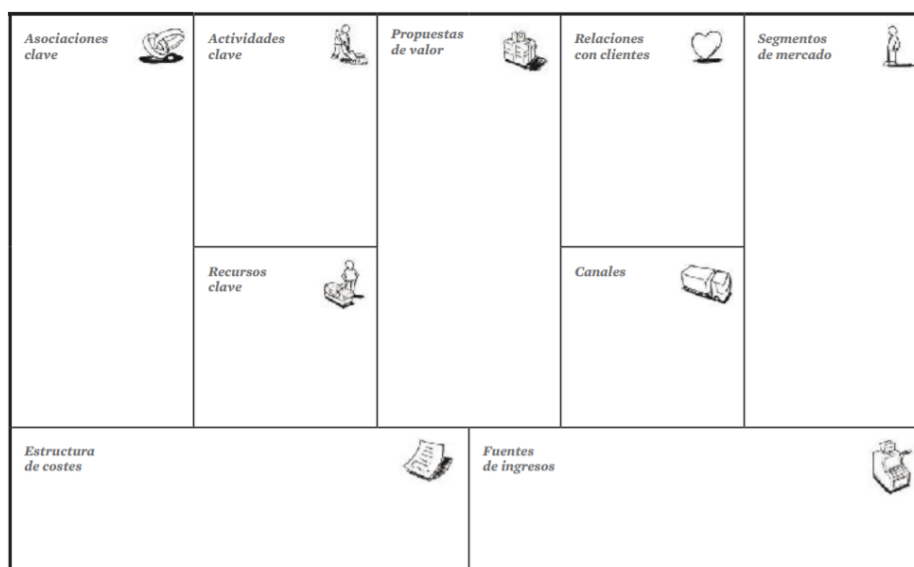 Asociaciones
clave
Actividades
clave
Propuestas
de valor
Relaciones
con clientes
Segmentos
de mercado
Recursos
clave
Canales
Estructura
de costes
Fuentes
de ingresos